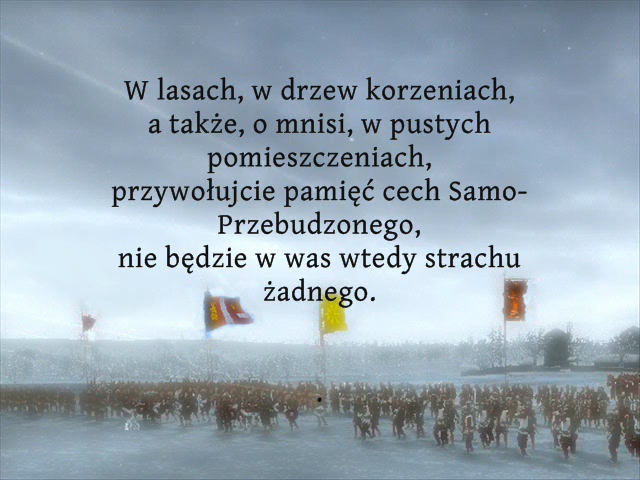 W lasach, w drzew korzeniach,
a także, o mnisi, w pustych
pomieszczeniach,
przywołujcie pamięć cech Samo-
Przebudzonego,
nie będzie w was wtedy strachu
żadnego.